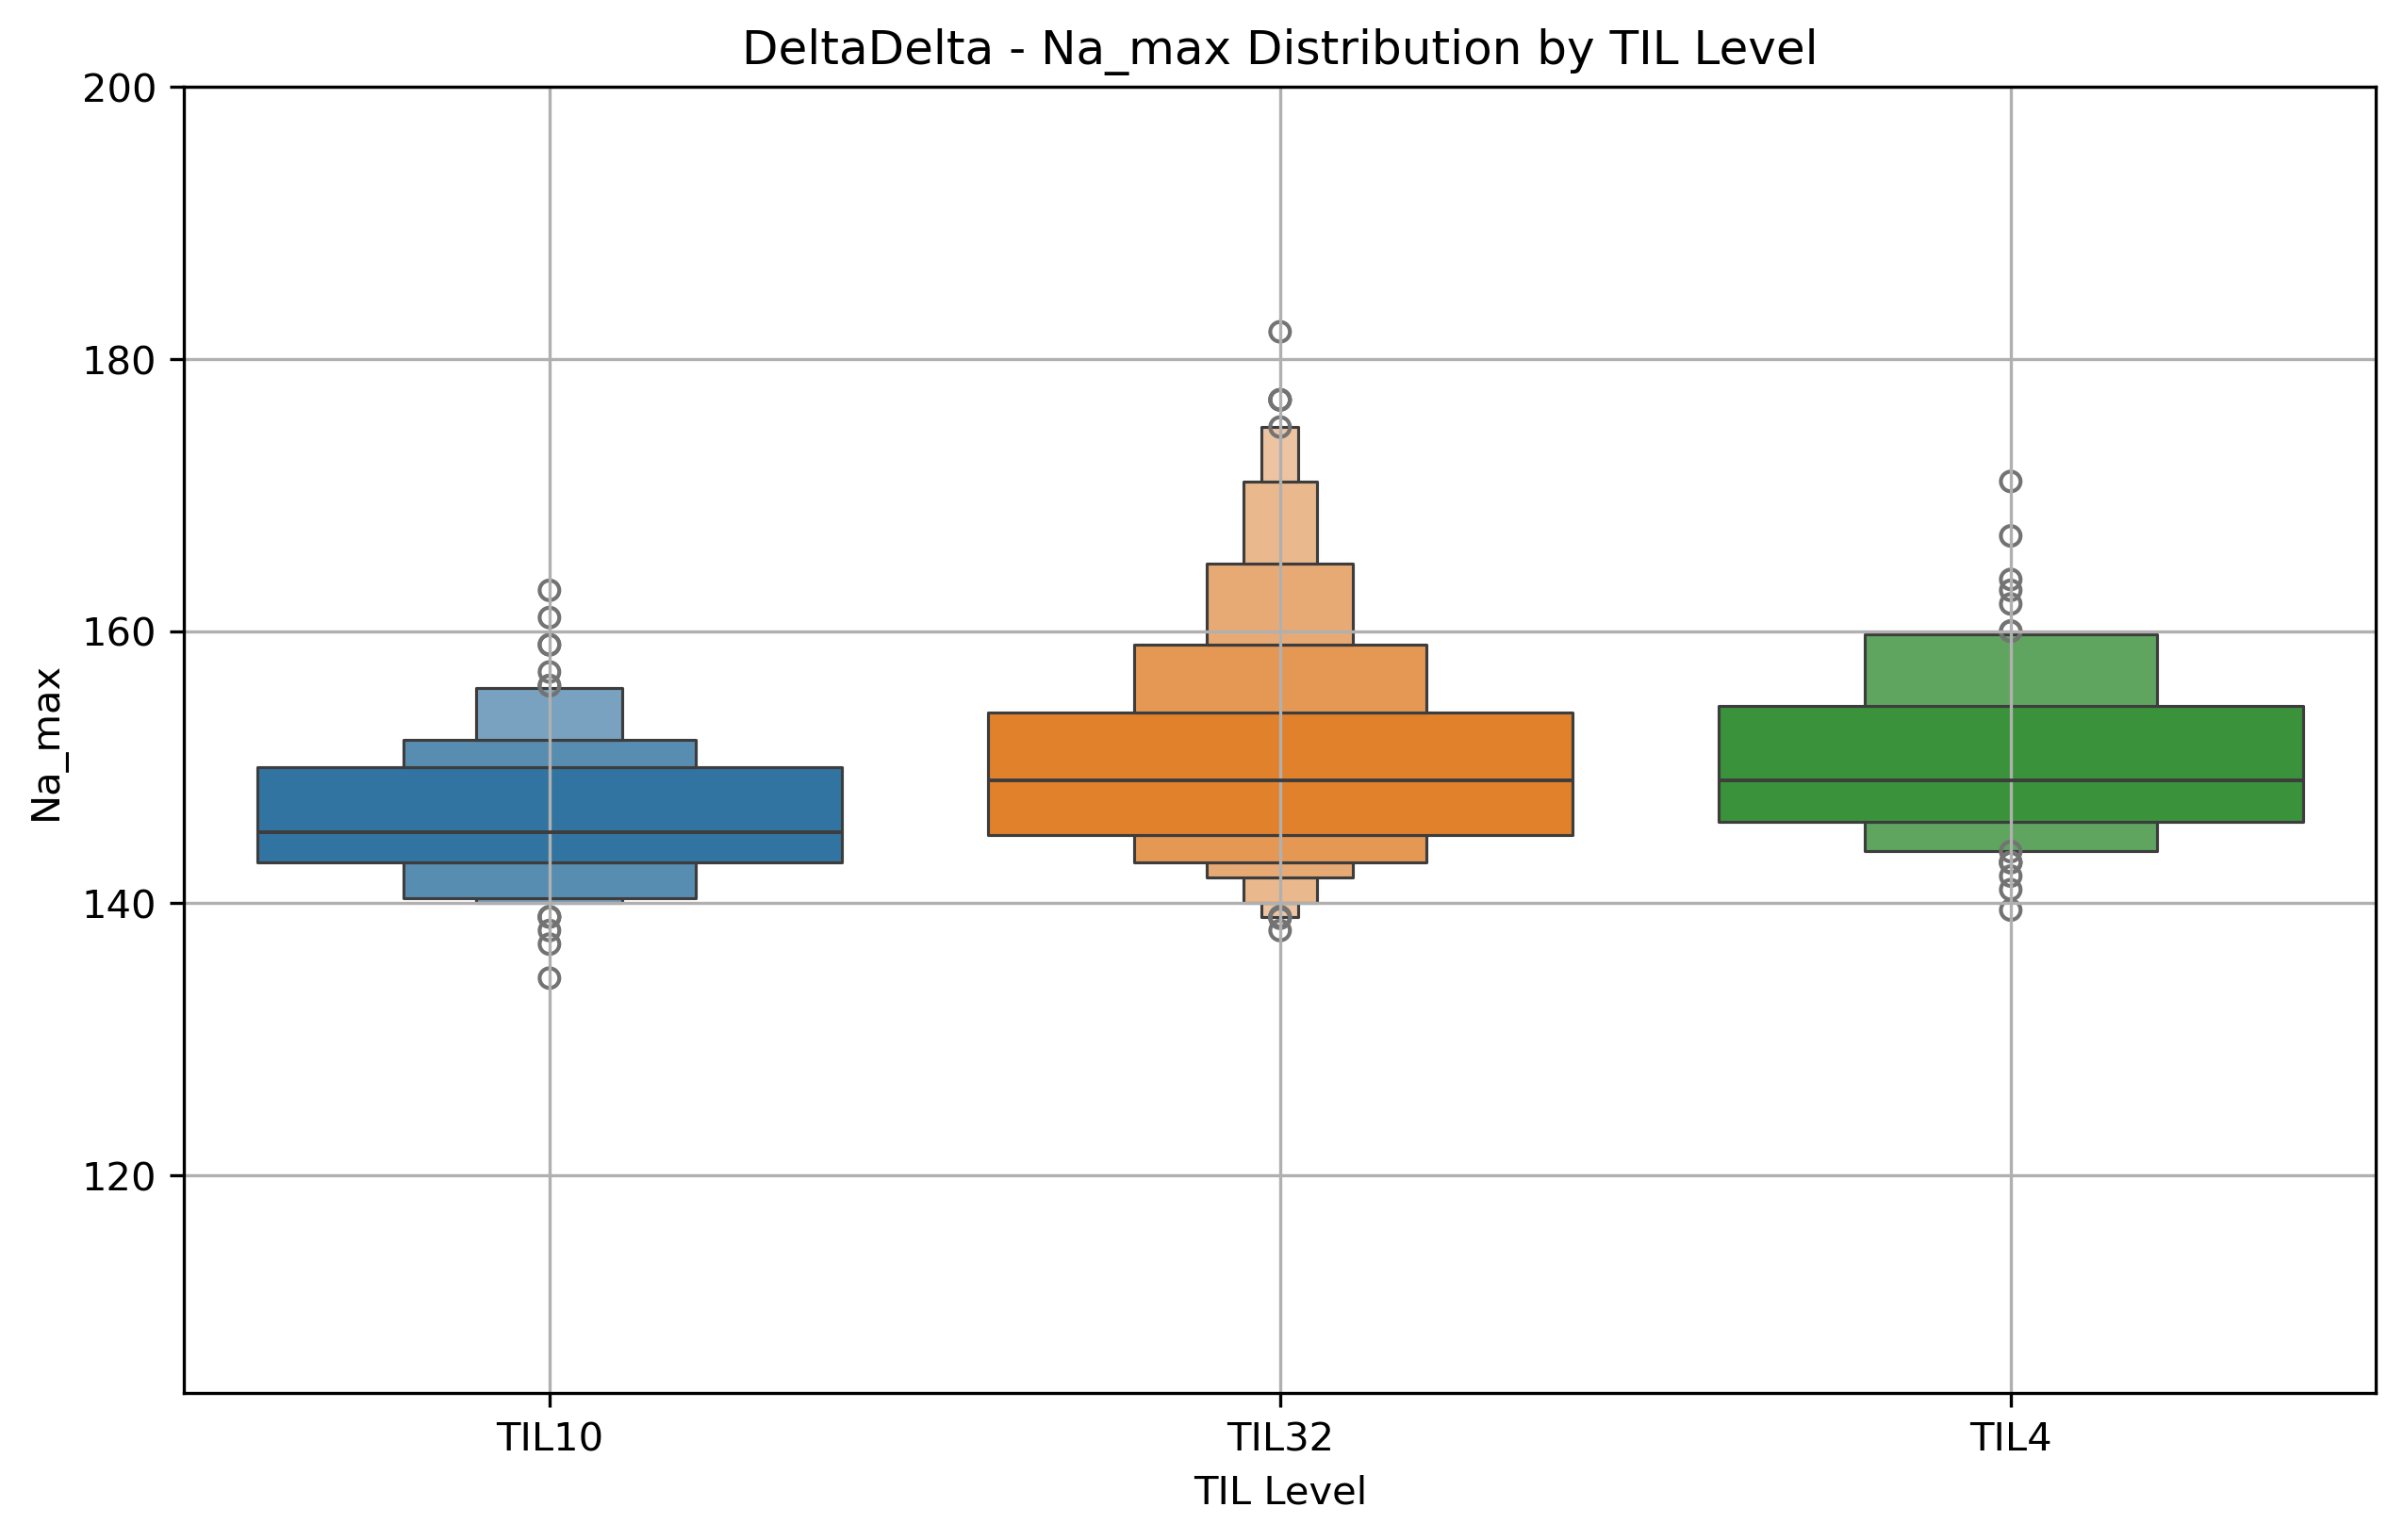 DeltaDelta - Na_max Distribution by TIL Level
200
180
160
140
120
Na_max
TIL10
TIL32
TIL4
TIL Level